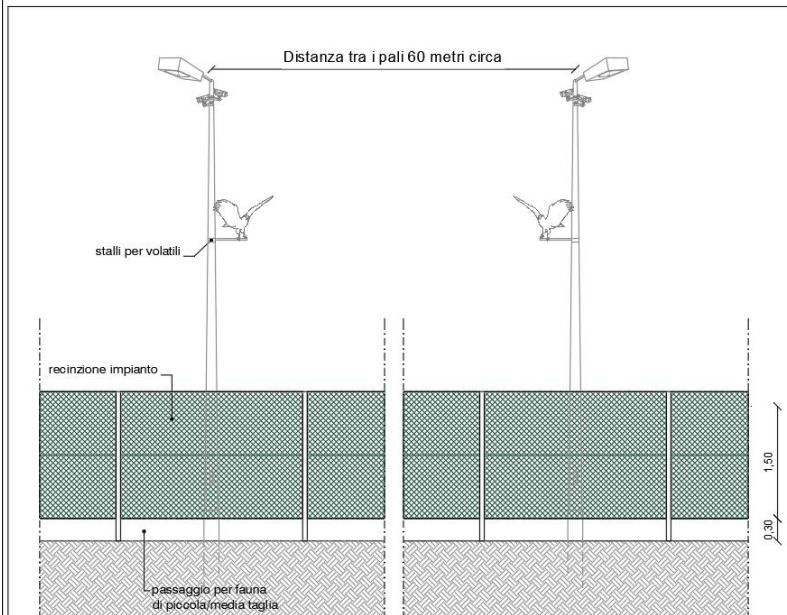 Distanza tra i pali 60 metri circa
stalli per volatili
recinzione impianto
1,50
0,30
passaggio per fauna
di piccola/media taglia